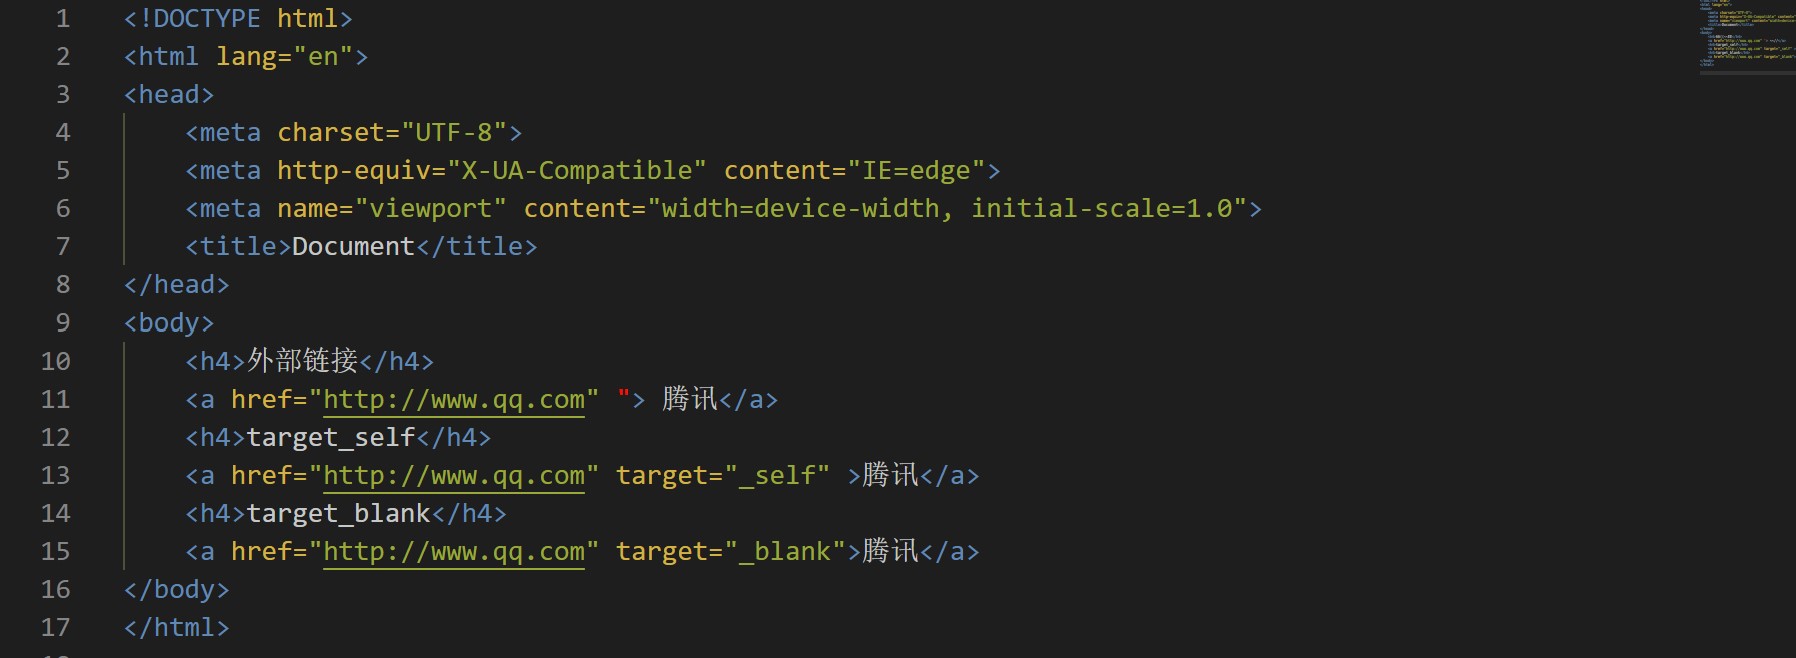 1 <!DOCTYPE html>
2 <html lang="en">
3 <head>
4     <meta charset="UTF-8">
5     <meta http-equiv="X-UA-Compatible" content="IE=edge">
6     <meta name="viewport" content="width=device-width, initial-scale=1.0">
7     <title>Document</title>
8 </head>
9 <body>
10     <h4>外部链接</h4>
11     <a href="http://www.qq.com" "> 腾讯</a>
12     <h4>target_self</h4>
13     <a href="http://www.qq.com" target="_self" >腾讯</a>
14     <h4>target_blank</h4>
15     <a href="http://www.qq.com" target="_blank">腾讯</a>
16 </body>
17 </html>